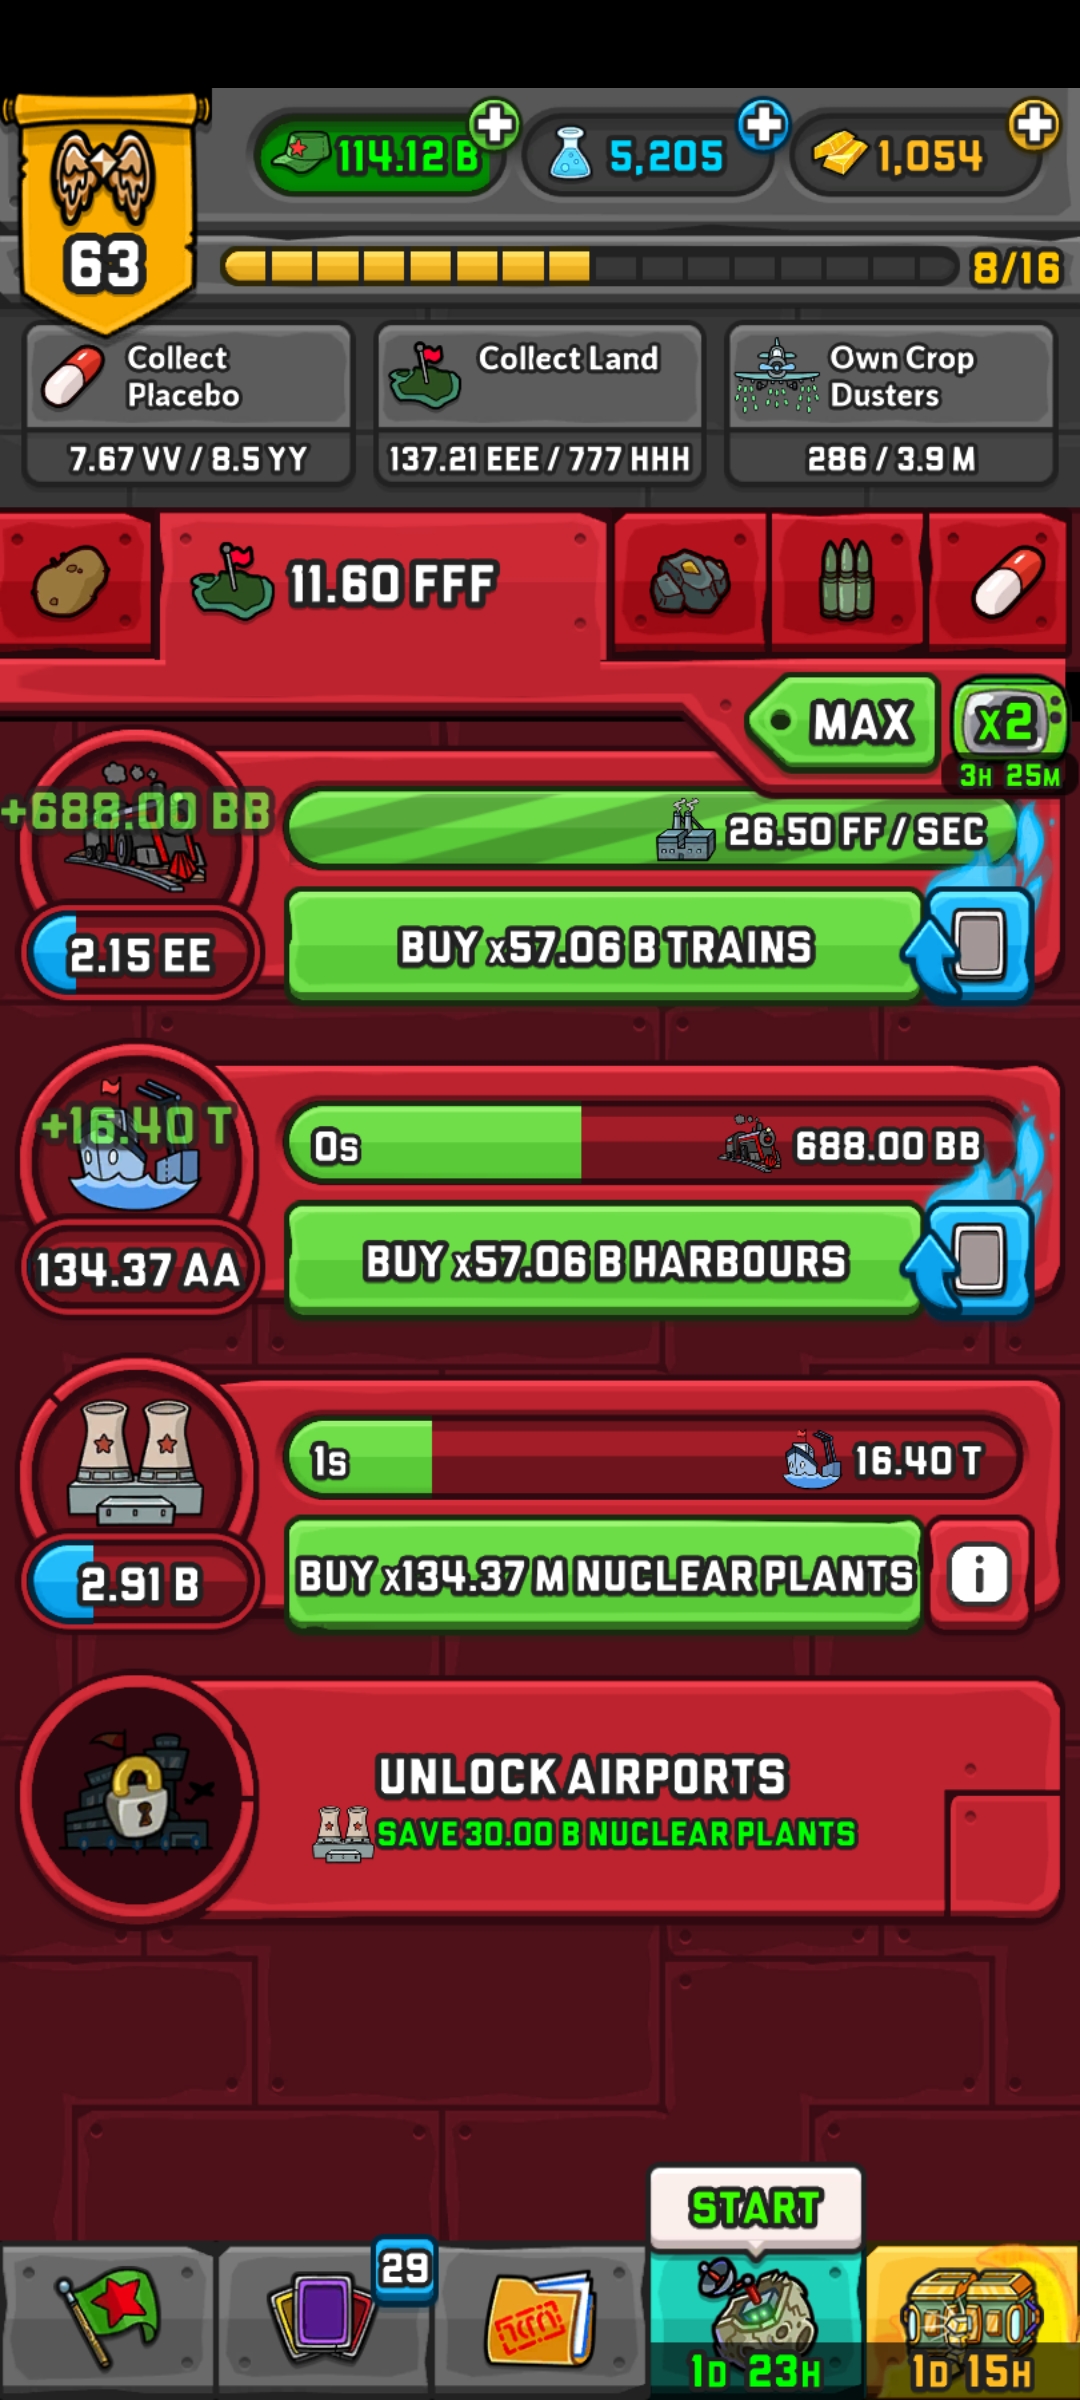 114.12 B
5,205
1,054
63
8/16
Collect
Placebo
7.67 VV / 8.5 YY
Collect Land
137.21 EEE / 777 HHH
Own Crop
Dusters
286 / 3.9 M
11.60 FFF
MAX
x2
3H 25M
+688.00 BB
26.50 FF / SEC
2.15 EE
BUY x57.06 B TRAINS
+16.40 T
0s
688.00 BB
134.37 AA
BUY x57.06 B HARBOURS
1s
16.40 T
2.91 B
BUY x134.37 M NUCLEAR PLANTS
i
UNLOCK AIRPORTS
SAVE 30.00 B NUCLEAR PLANTS
START
29
1D 23H
1D 15H